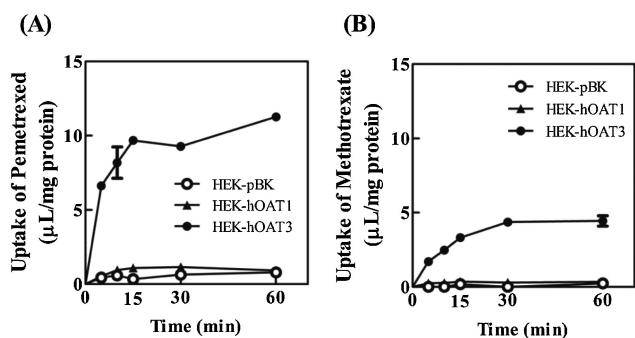 (A)
Uptake of Pemetrexed
(μL/mg protein)
15
10
5
0
HEK-pBK
HEK-hOAT1
HEK-hOAT3
0
15
30
60
Time (min)
(B)
Uptake of Methotrexate
(μL/mg protein)
15
10
5
0
HEK-pBK
HEK-hOAT1
HEK-hOAT3
0
15
30
60
Time (min)